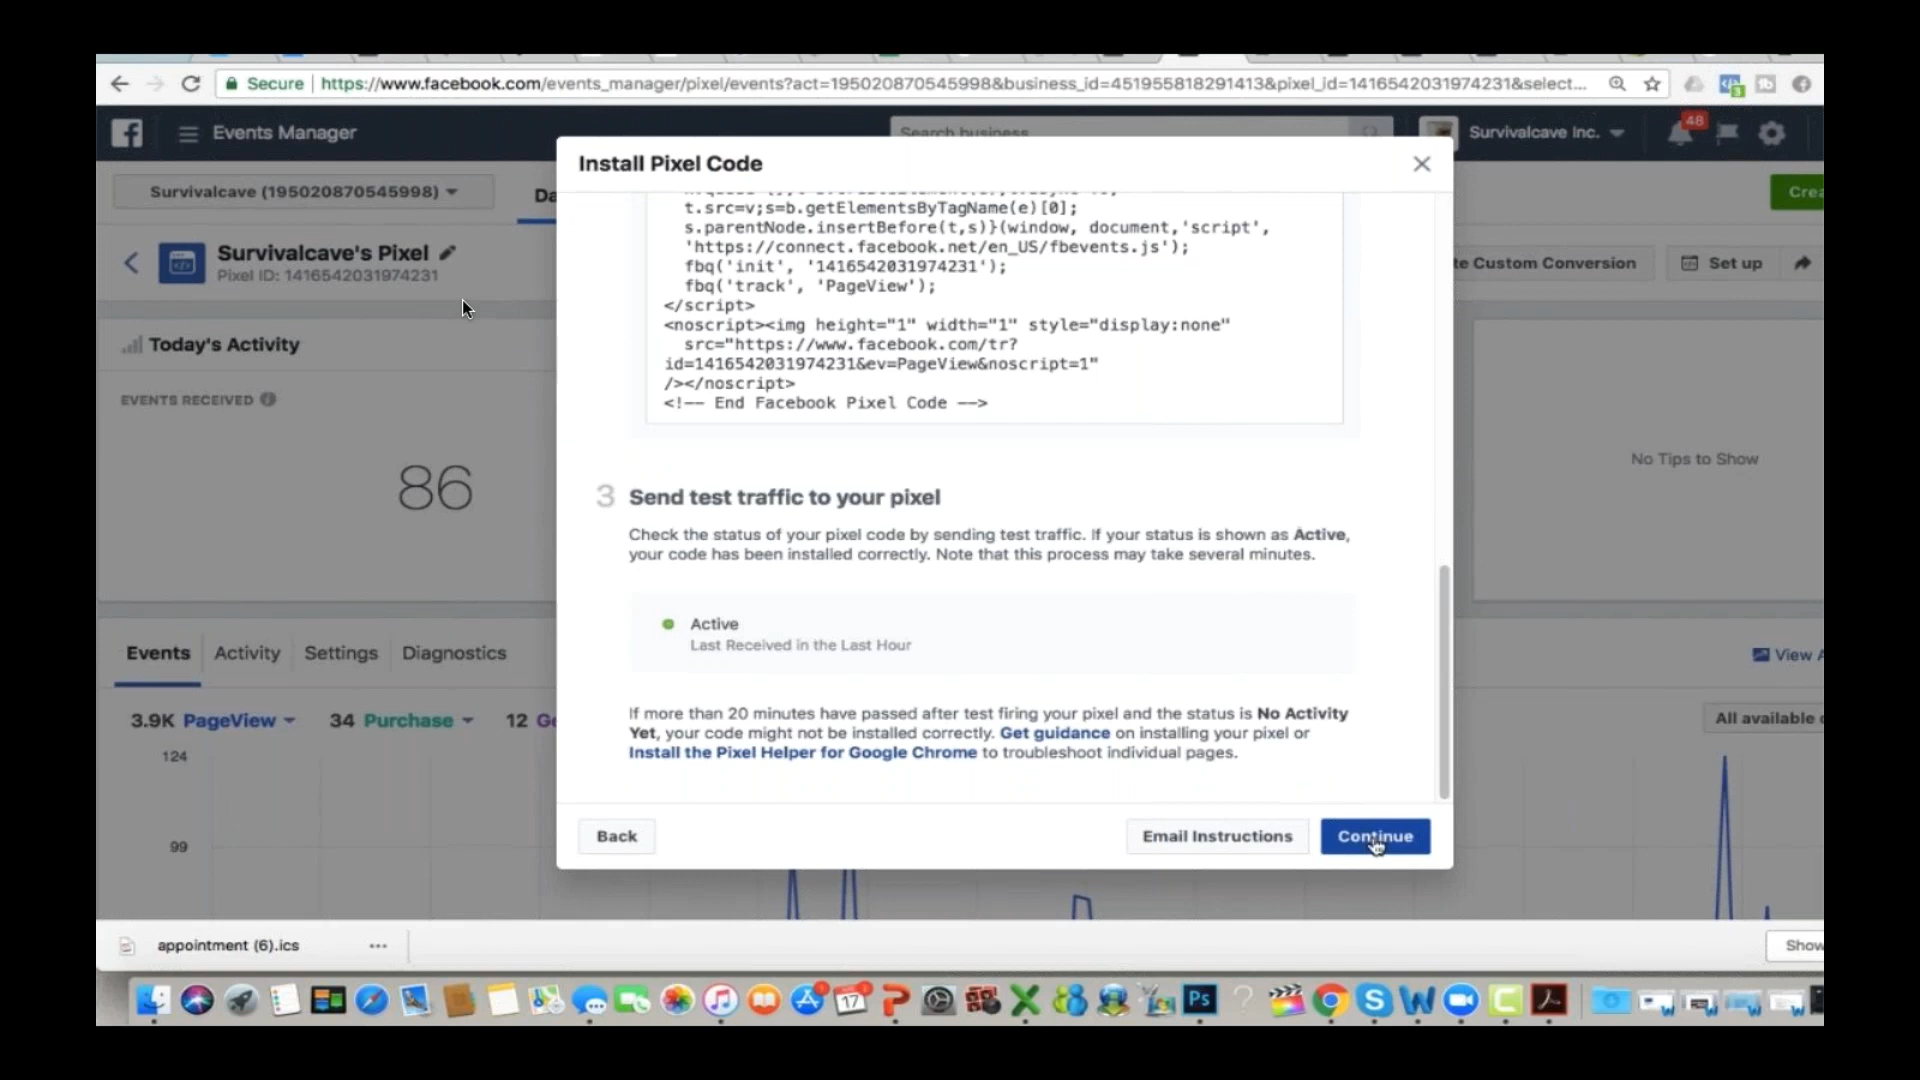 Secure | https://www.facebook.com/events_manager/pixel/events?act=195020870545998&business_id=451955818291413&pixel_id=1416542031974231&select...
Events Manager
Search business
Survivalcave Inc.
48
Install Pixel Code
Survivalcave (195020870545998)
Da
Crea
Survivalcave's Pixel
Pixel ID: 1416542031974231
te Custom Conversion
Set up
t.src=v;s=b.getElementsByTagName(e)[0];
s.parentNode.insertBefore(t,s)}(window, document,'script',
'https://connect.facebook.net/en_US/fbevents.js');
fbq('init', '1416542031974231');
fbq('track', 'PageView');
</script>
<noscript><img height="1" width="1" style="display:none"
src="https://www.facebook.com/tr?
id=1416542031974231&ev=PageView&noscript=1"
/></noscript>
<!-- End Facebook Pixel Code -->
Today's Activity
EVENTS RECEIVED
86
No Tips to Show
3 Send test traffic to your pixel
Check the status of your pixel code by sending test traffic. If your status is shown as Active,
your code has been installed correctly. Note that this process may take several minutes.
Active
Last Received in the Last Hour
If more than 20 minutes have passed after test firing your pixel and the status is No Activity
Yet, your code might not be installed correctly. Get guidance on installing your pixel or
Install the Pixel Helper for Google Chrome to troubleshoot individual pages.
Back
Email Instructions
Continue
Events Activity Settings Diagnostics
View A
3.9K PageView 34 Purchase 12 Ge
All available
124
99
appointment (6).ics
Show
17
Ps